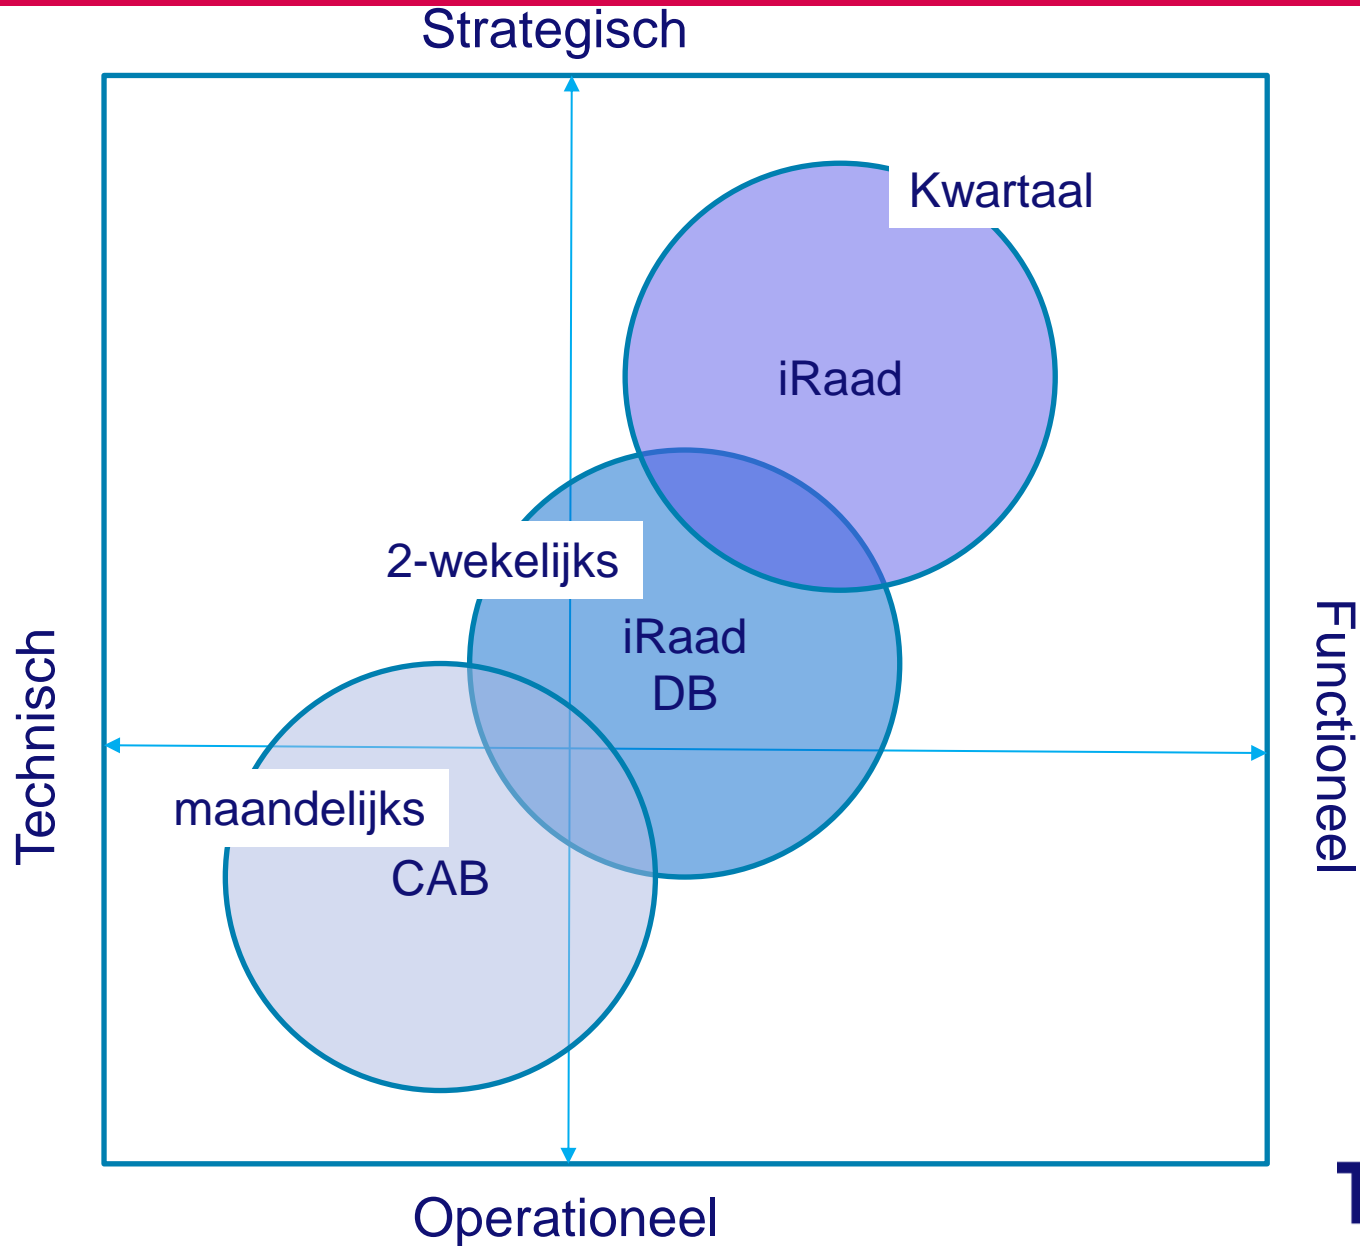 Strategisch
Kwartaal
iRaad
2-wekelijks
iRaad
DB
Technisch
Functioneel
maandelijks
CAB
Operationeel
T